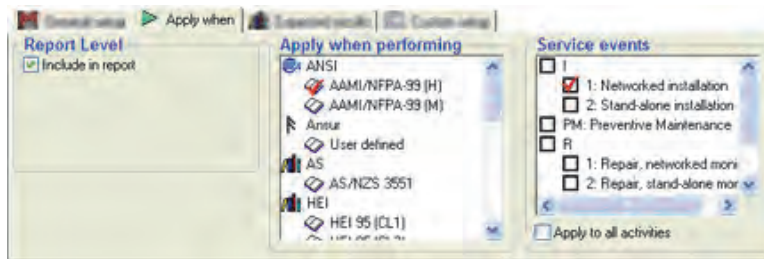 Apply when
Report Level
Include in report
Apply when performing
ANSI
AAMI/NFPA-99 (H)
AAMI/NFPA-99 (M)
Ansur
User defined
AS
AS/NZS 3551
HEI
HEI 95 (CL1)
Service events
I
1: Networked installation
2: Stand-alone installation
PM: Preventive Maintenance
R
1: Repair, networked moni
2: Repair, stand-alone mor
Apply to all activities